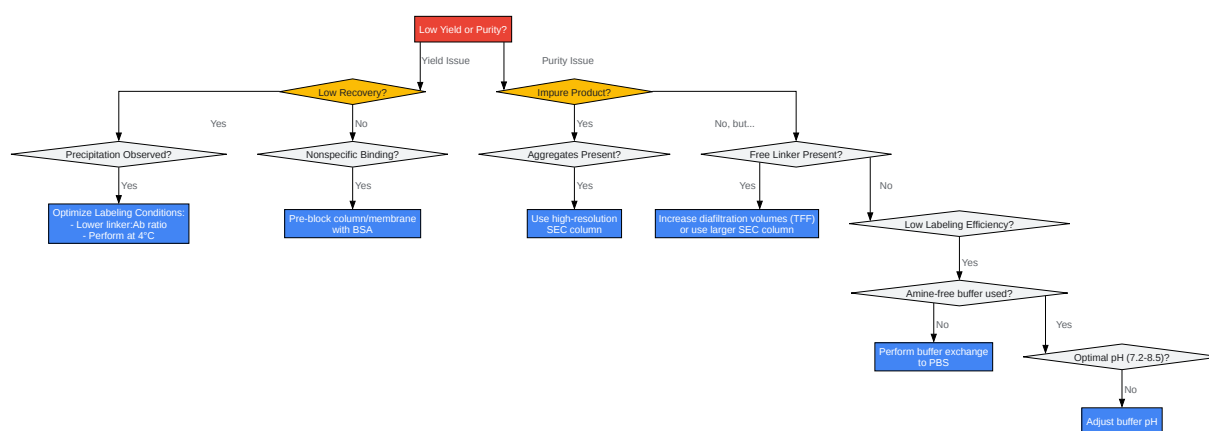 Low Yield or Purity?
Yield Issue
Purity Issue
Low Recovery?
Impure Product?
Yes
No
Yes
No, but...
Precipitation Observed?
Nonspecific Binding?
Aggregates Present?
Free Linker Present?
Yes
Yes
Yes
Yes
No
Optimize Labeling Conditions:
- Lower linker:Ab ratio
- Perform at 4°C
Pre-block column/membrane
with BSA
Use high-resolution
SEC column
Increase diafiltration volumes (TFF)
or use larger SEC column
Low Labeling Efficiency?
Yes
Amine-free buffer used?
No
Yes
Perform buffer exchange
to PBS
Optimal pH (7.2-8.5)?
No
Adjust buffer pH